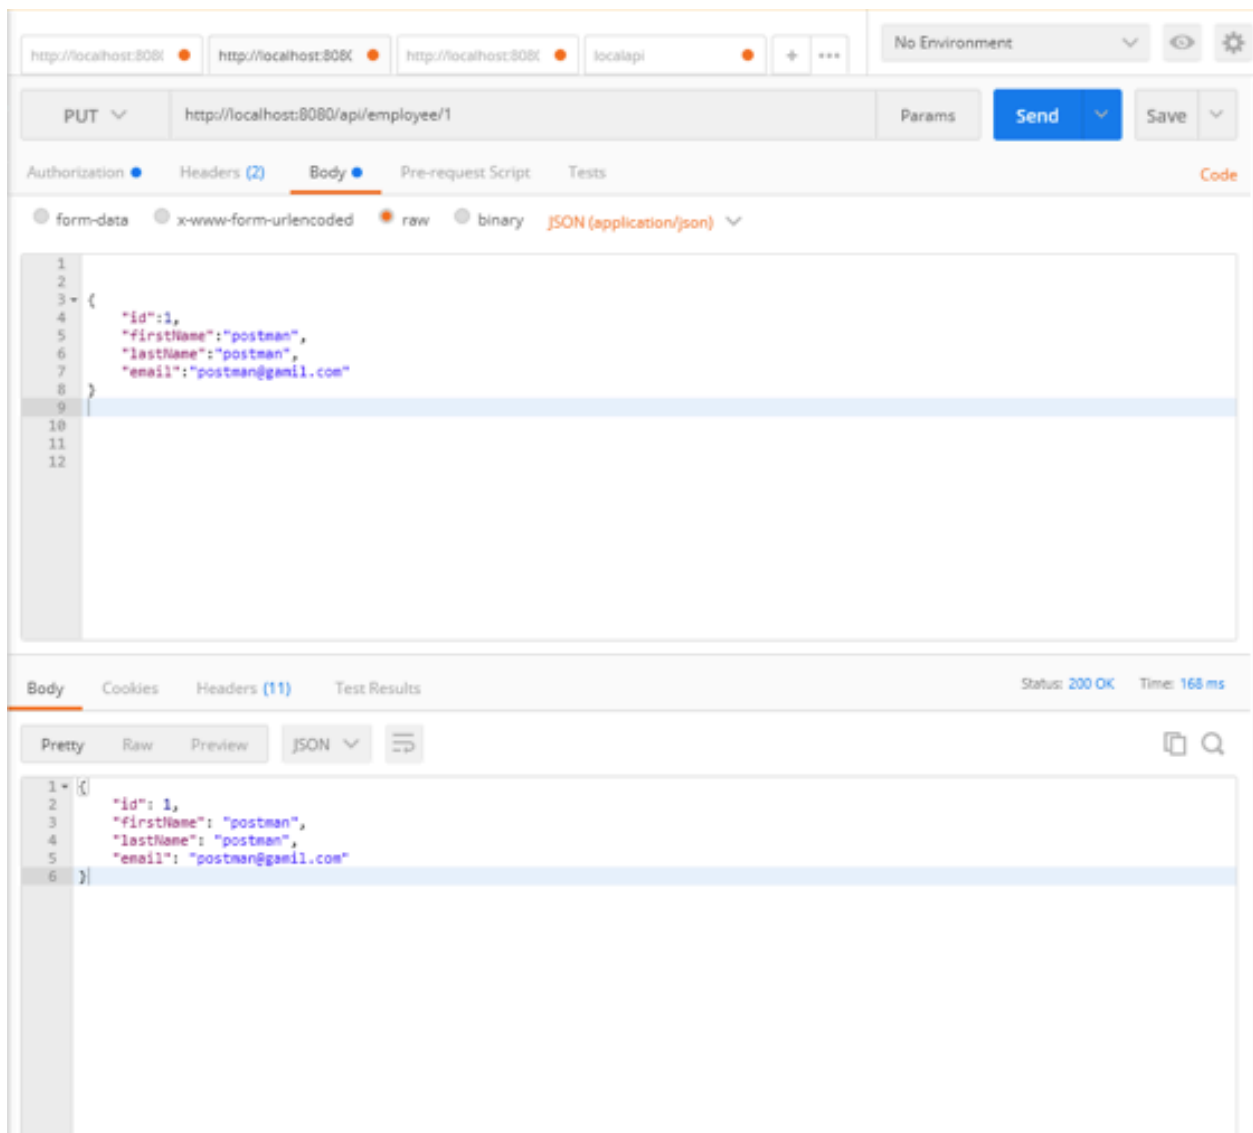 http://localhost:808( http://localhost:808( http://localhost:808( localapi + ••• No Environment
PUT http://localhost:8080/api/employee/1 Params Send Save
Authorization Headers (2) Body Pre-request Script Tests Code
form-data x-www-form-urlencoded raw binary JSON (application/json)
1
2
3 {
4 "id":1,
5 "firstName":"postman",
6 "lastName":"postman",
7 "email":"postman@gamil.com"
8 }
9
10
11
12
Body Cookies Headers (11) Test Results Status: 200 OK Time: 168 ms
Pretty Raw Preview JSON
1 {
2 "id": 1,
3 "firstName": "postman",
4 "lastName": "postman",
5 "email": "postman@gamil.com"
6 }